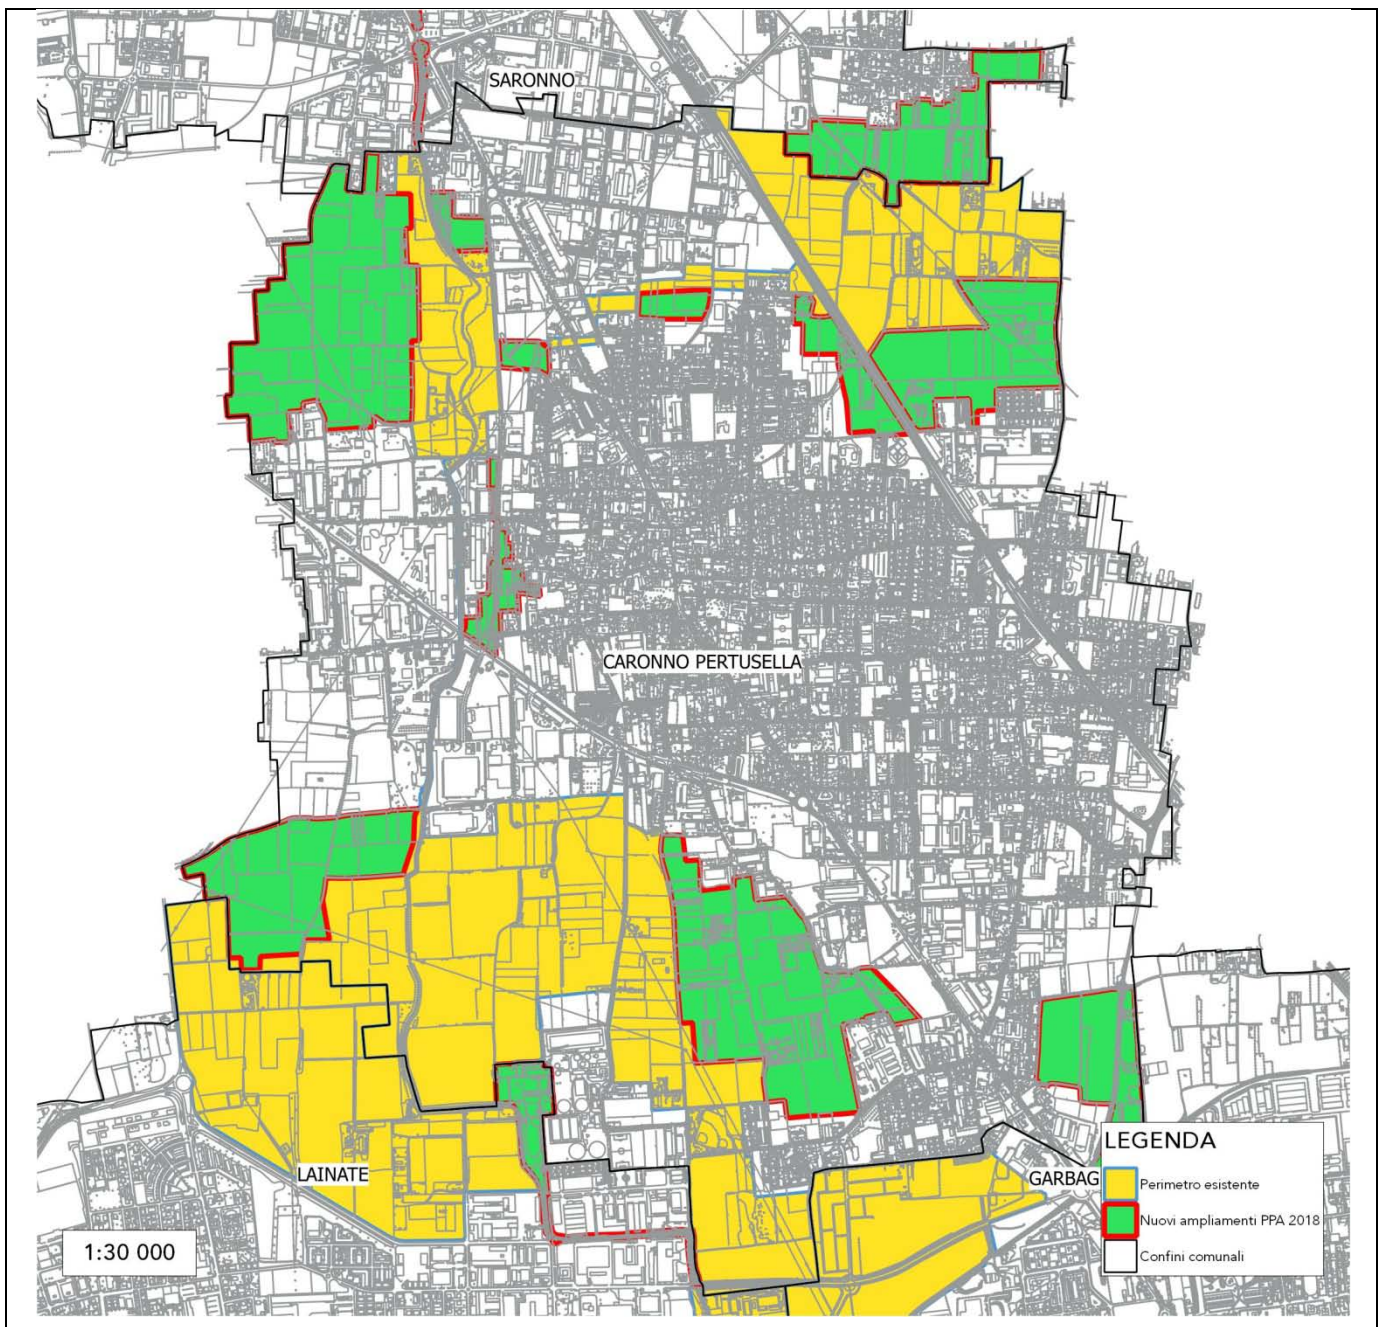 SARONNO
CARONNO PERTUSELLA
LAINATE
GARBAG
LEGENDA
Perimetro esistente
Nuovi ampliamenti PPA 2018
Confini comunali
1:30 000